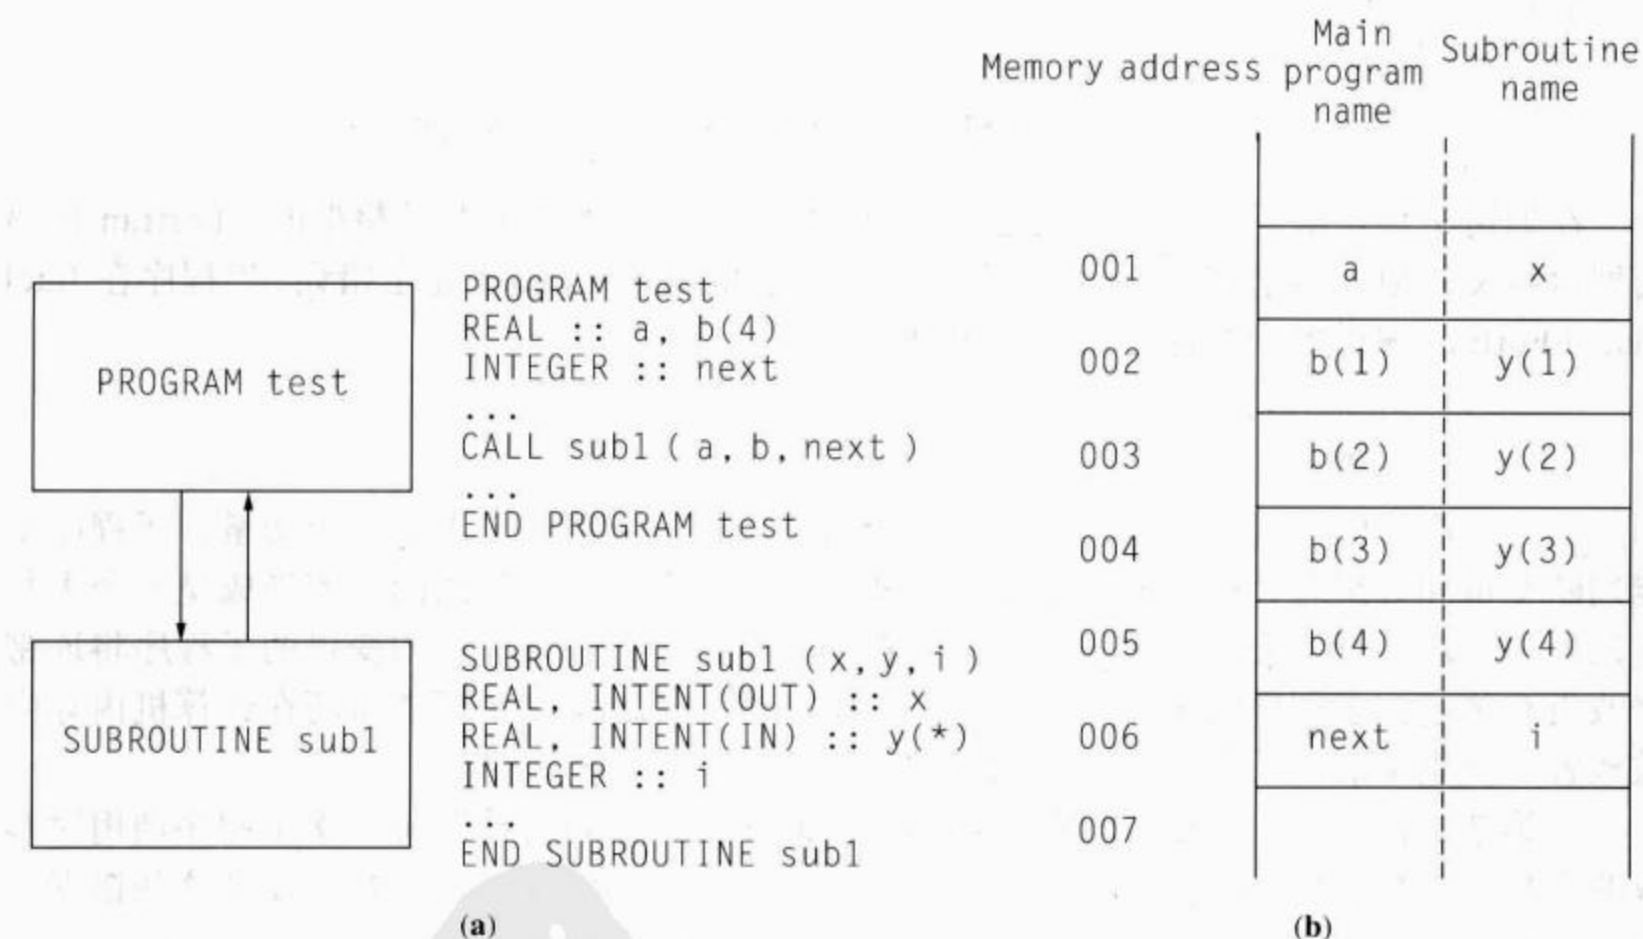 PROGRAM test
SUBROUTINE sub1
PROGRAM test
REAL :: a, b(4)
INTEGER :: next
...
CALL sub1 ( a, b, next )
...
END PROGRAM test
SUBROUTINE sub1 (x, y, i )
REAL, INTENT(OUT) :: x
REAL, INTENT(IN) :: y(*)
INTEGER :: i
...
END SUBROUTINE sub1
(a)
Memory address
Main
program
name
Subroutine
name
001 a x
002 b(1) y(1)
003 b(2) y(2)
004 b(3) y(3)
005 b(4) y(4)
006 next i
007
(b)